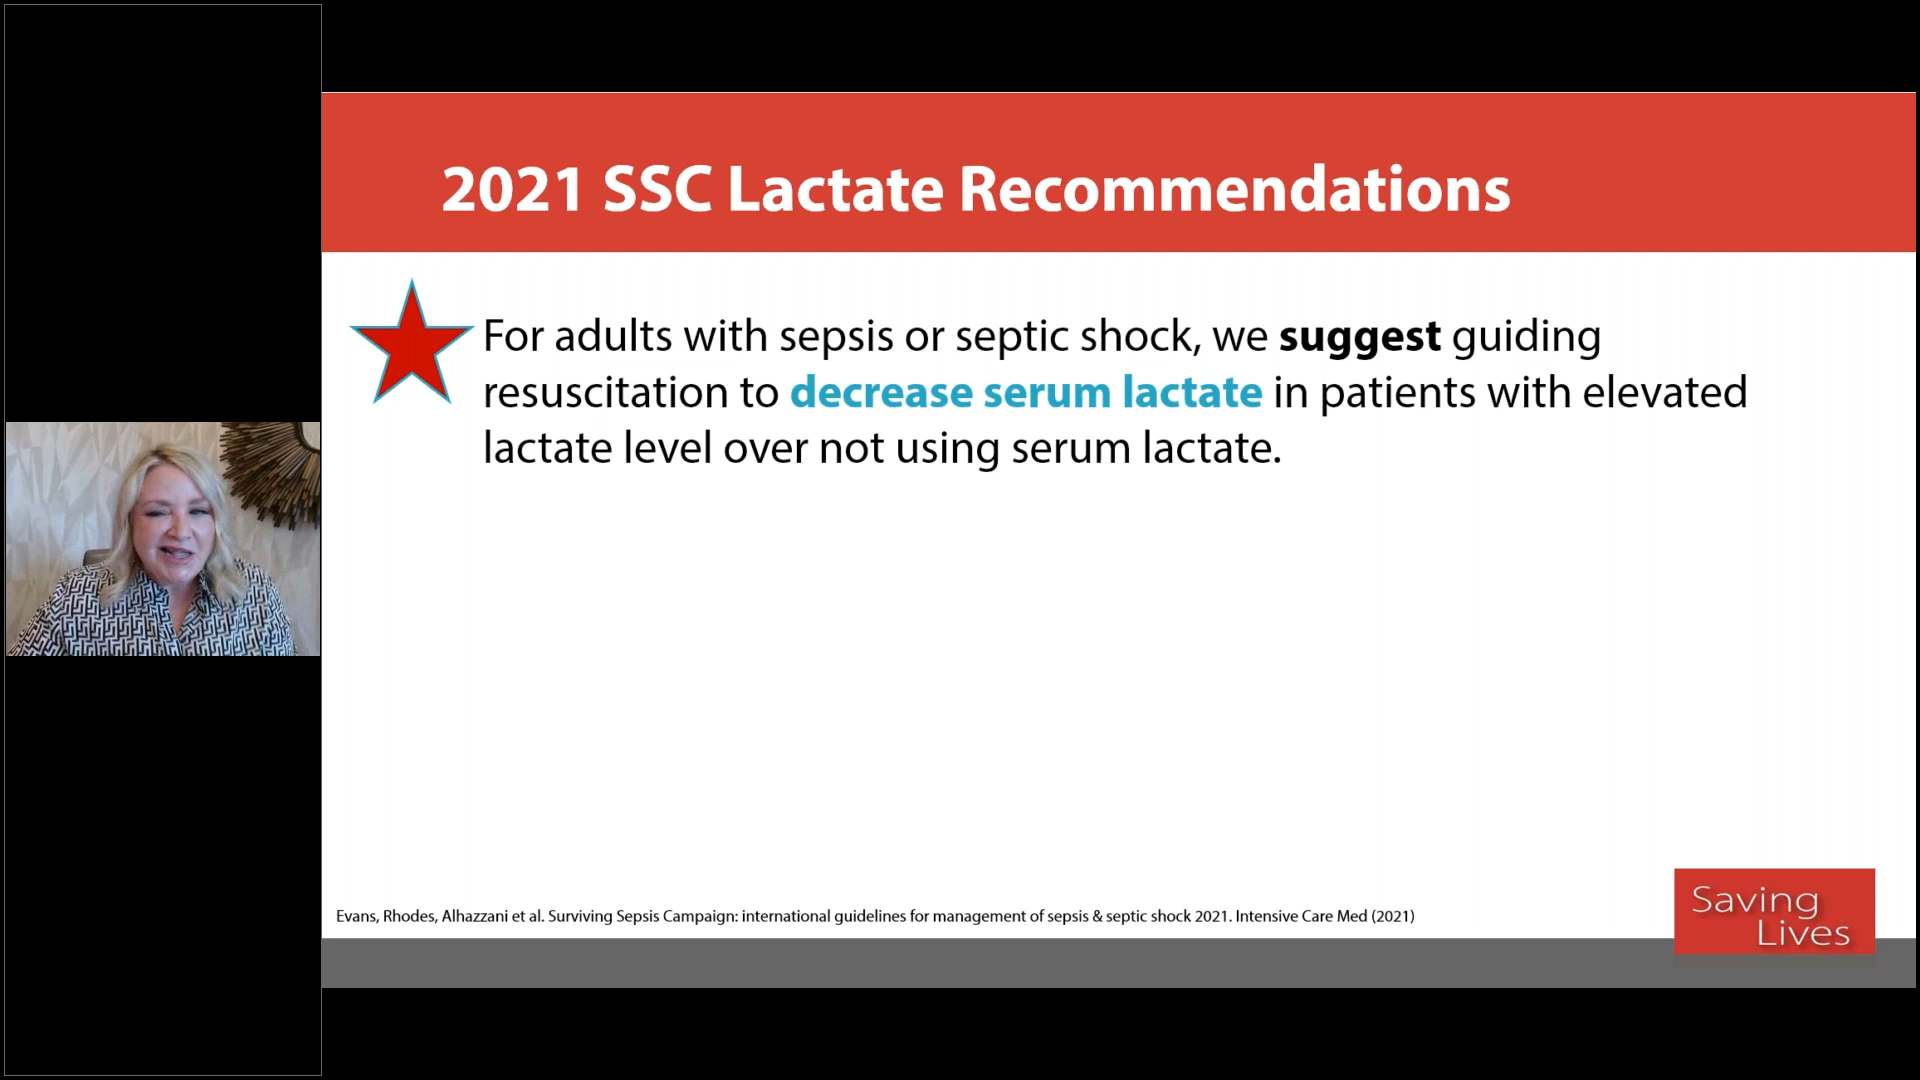 2021 SSC Lactate Recommendations
For adults with sepsis or septic shock, we suggest guiding
resuscitation to decrease serum lactate in patients with elevated
lactate level over not using serum lactate.
Evans, Rhodes, Alhazzani et al. Surviving Sepsis Campaign: international guidelines for management of sepsis & septic shock 2021. Intensive Care Med (2021)
Saving
Lives